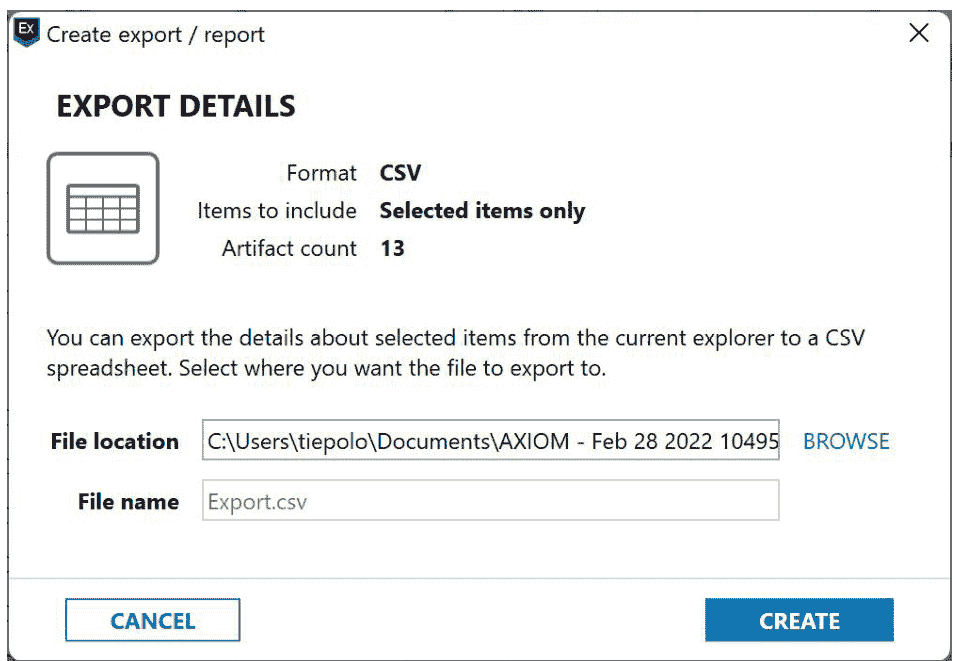 Ex Create export / report
EXPORT DETAILS
Format CSV
Items to include Selected items only
Artifact count 13
You can export the details about selected items from the current explorer to a CSV
spreadsheet. Select where you want the file to export to.
File location C:\Users\tiepolo\Documents\AXIOM - Feb 28 2022 10495 BROWSE
File name Export.csv
CANCEL CREATE